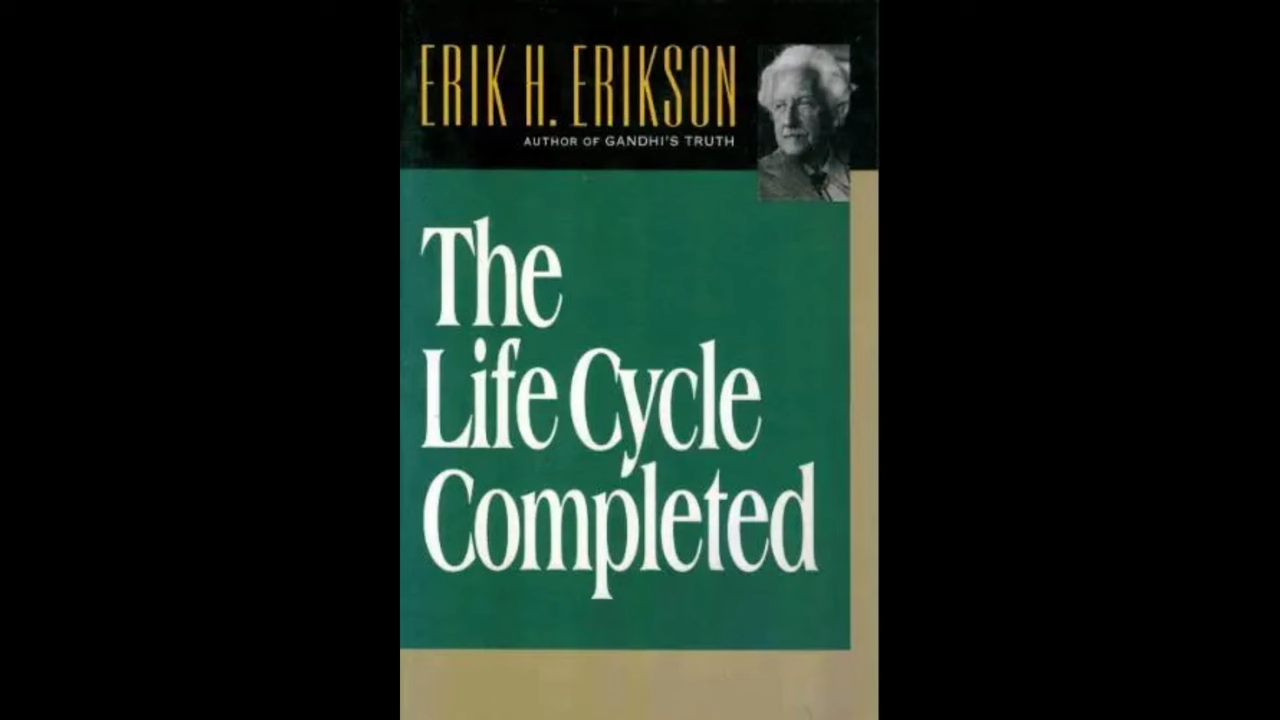 ERIK H. ERIKSON
AUTHOR OF GANDHI'S TRUTH
The
Life Cycle
Completed